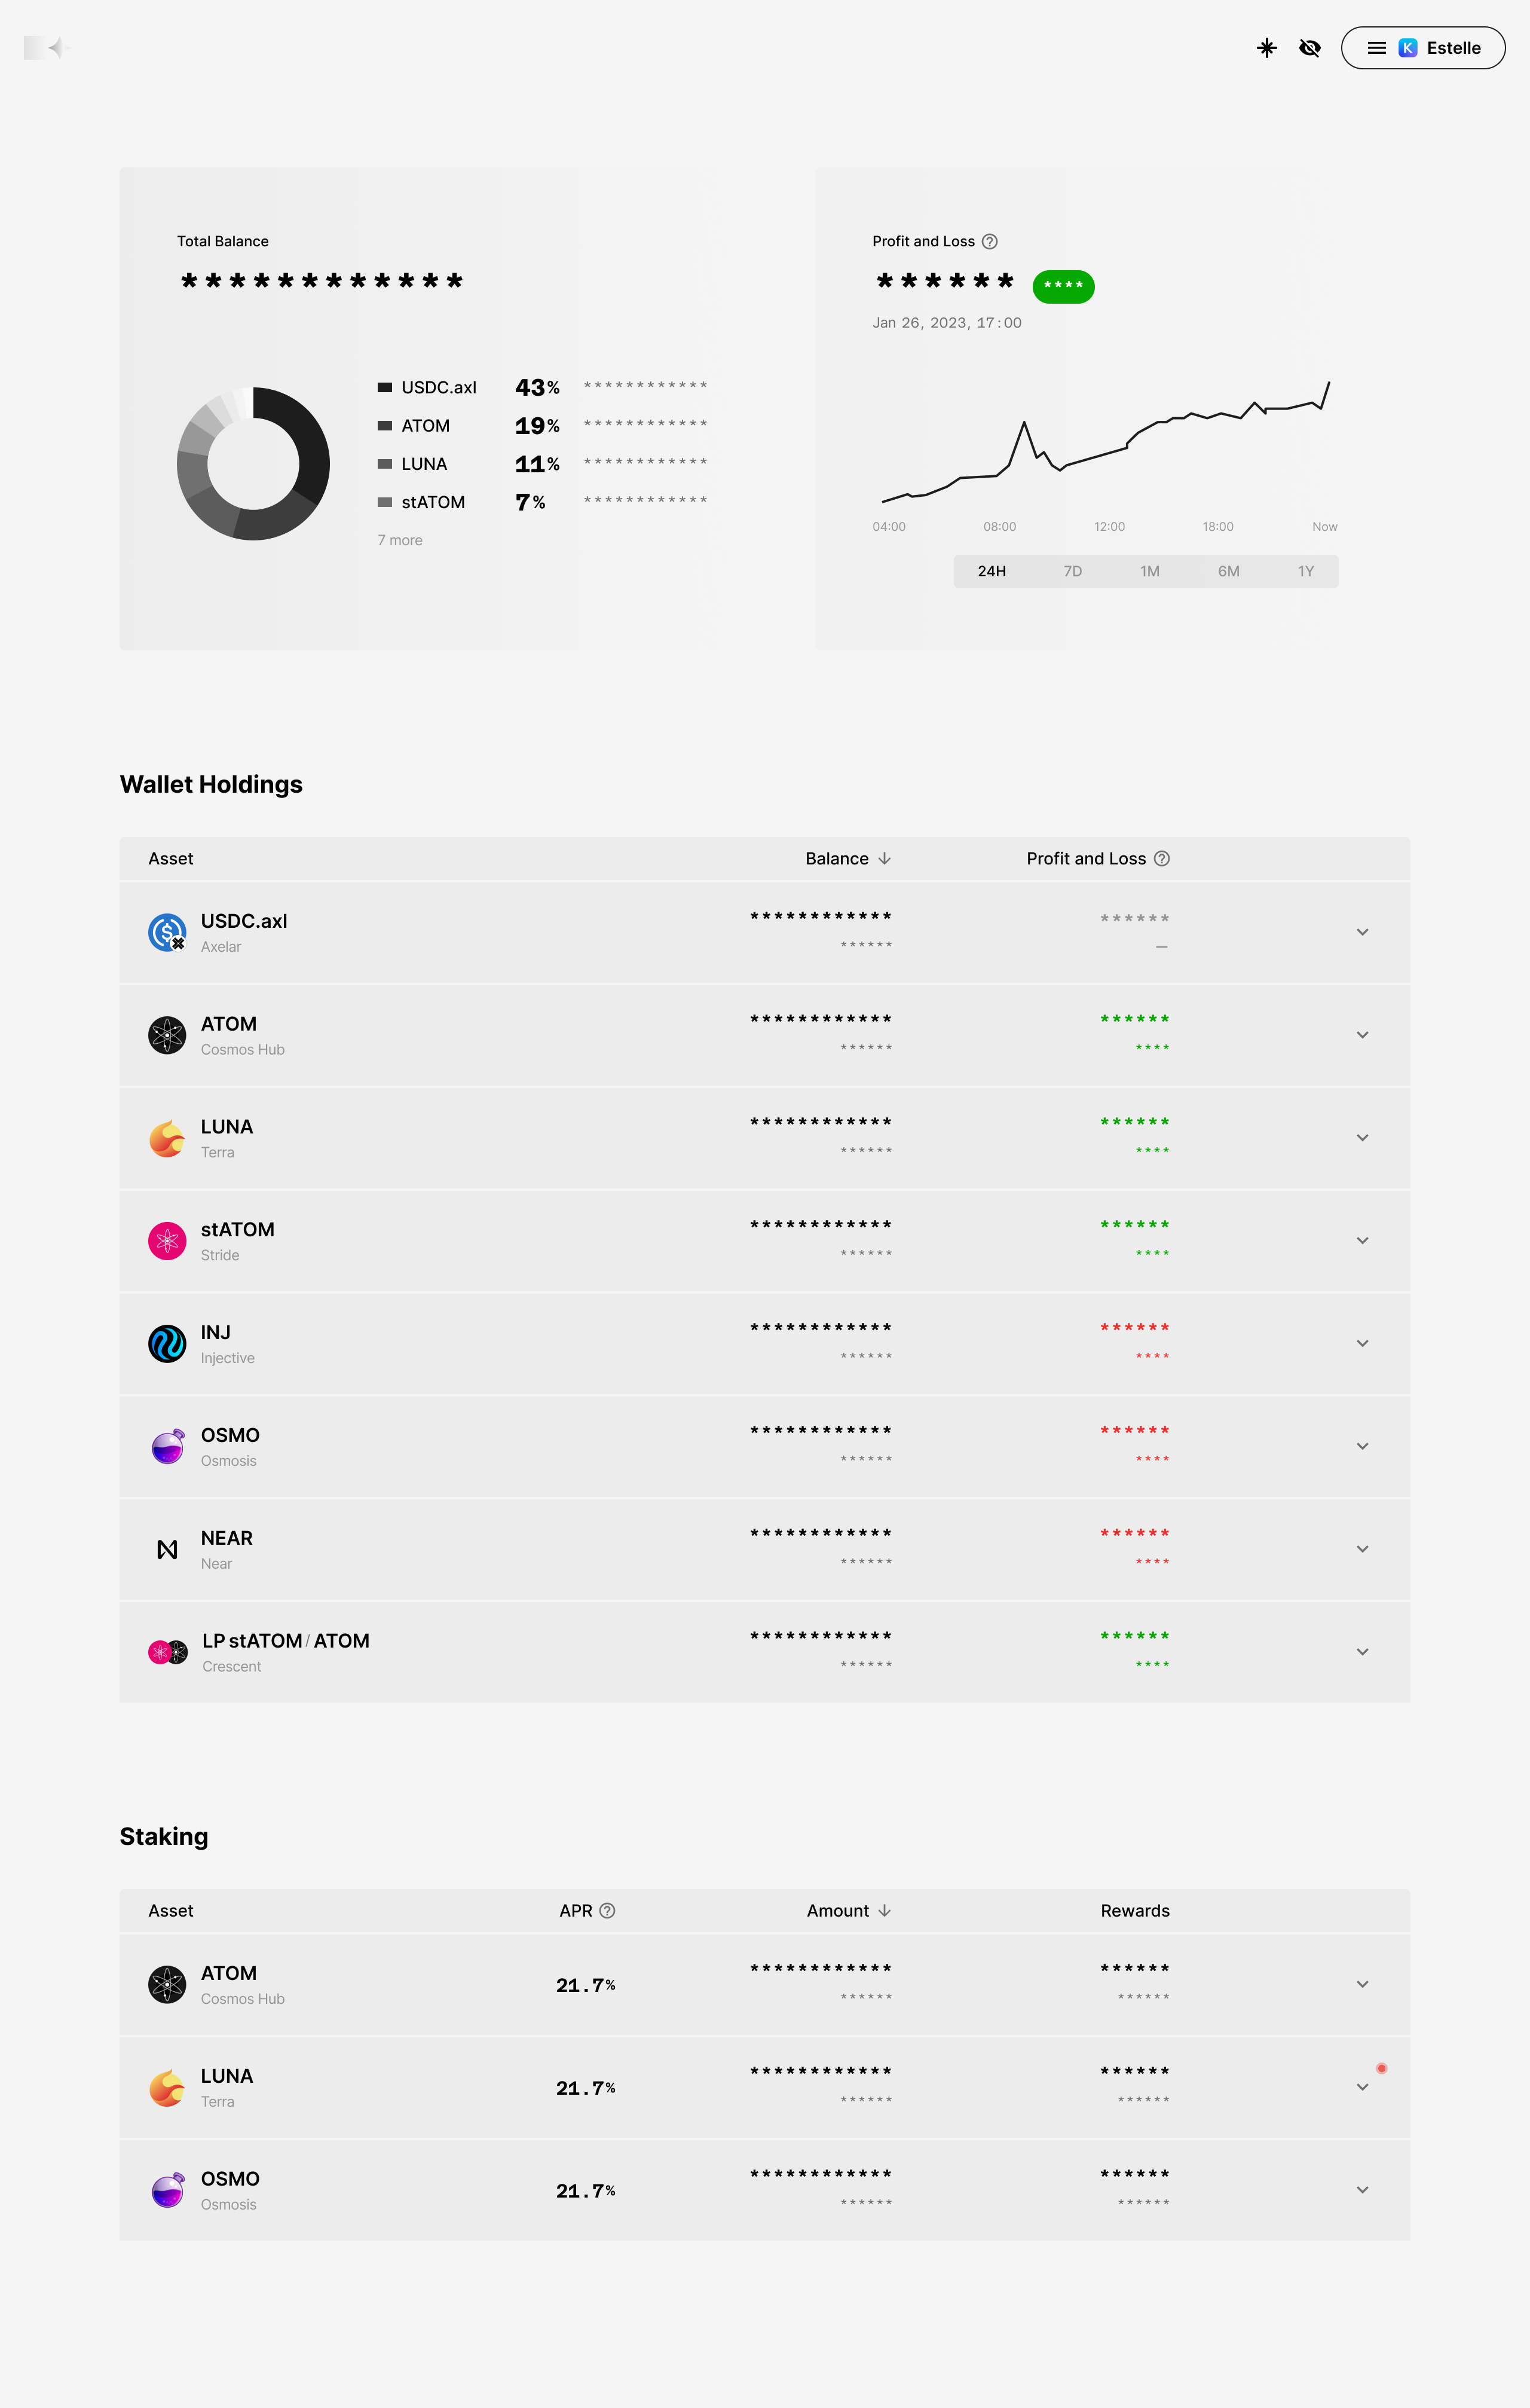 K Estelle
Total Balance
************
USDC.axl 43% ************
ATOM 19% ************
LUNA 11% ************
stATOM 7% ************
7 more
Profit and Loss ?
****** ****
Jan 26, 2023, 17:00
04:00 08:00 12:00 18:00 Now
24H 7D 1M 6M 1Y
Wallet Holdings
Asset Balance Profit and Loss ?
USDC.axl ************ ******
Axelar ****** –
ATOM ************ ******
Cosmos Hub ****** ****
LUNA ************ ******
Terra ****** ****
stATOM ************ ******
Stride ****** ****
INJ ************ ******
Injective ****** ****
OSMO ************ ******
Osmosis ****** ****
NEAR ************ ******
Near ****** ****
LP stATOM / ATOM ************ ******
Crescent ****** ****
Staking
Asset APR ? Amount Rewards
ATOM 21.7% ************ ******
Cosmos Hub ****** ******
LUNA 21.7% ************ ******
Terra ****** ******
OSMO 21.7% ************ ******
Osmosis ****** ******